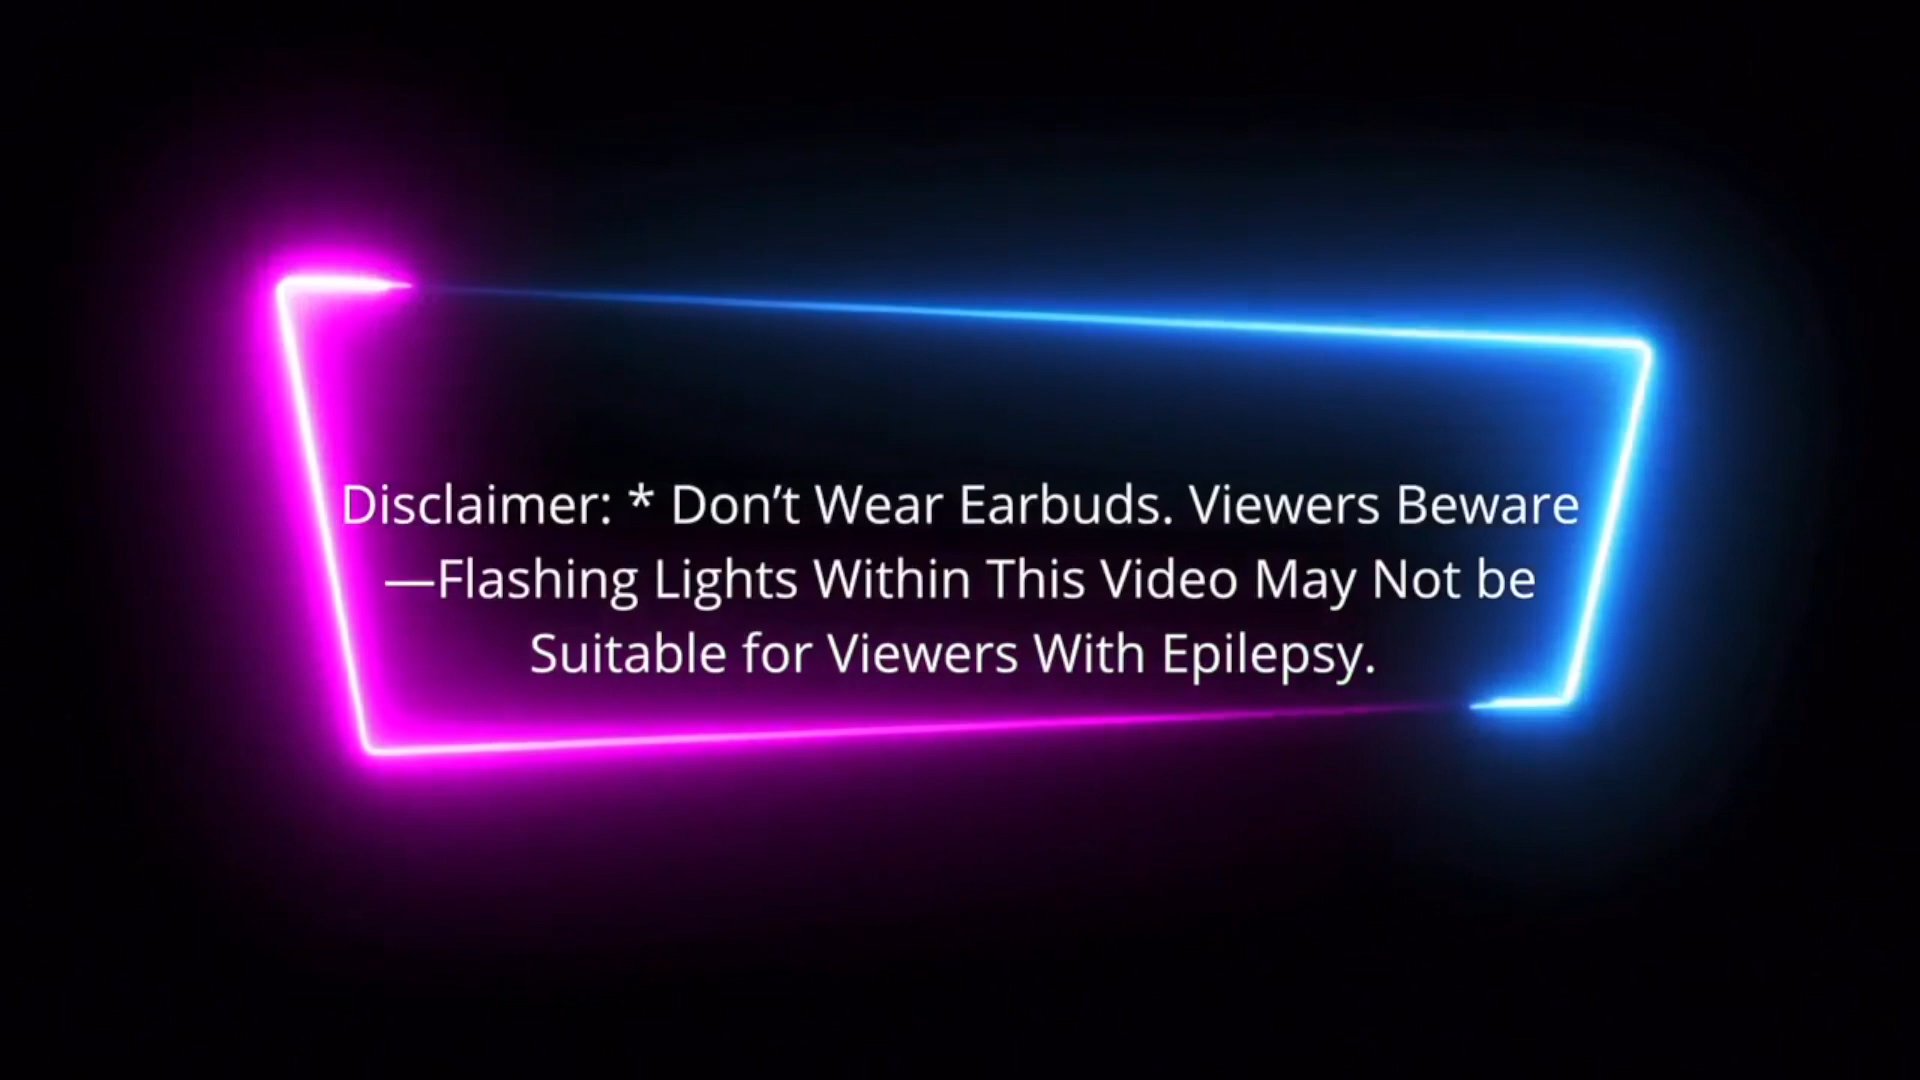 Disclaimer: * Don’t Wear Earbuds. Viewers Beware
—Flashing Lights Within This Video May Not be
Suitable for Viewers With Epilepsy.